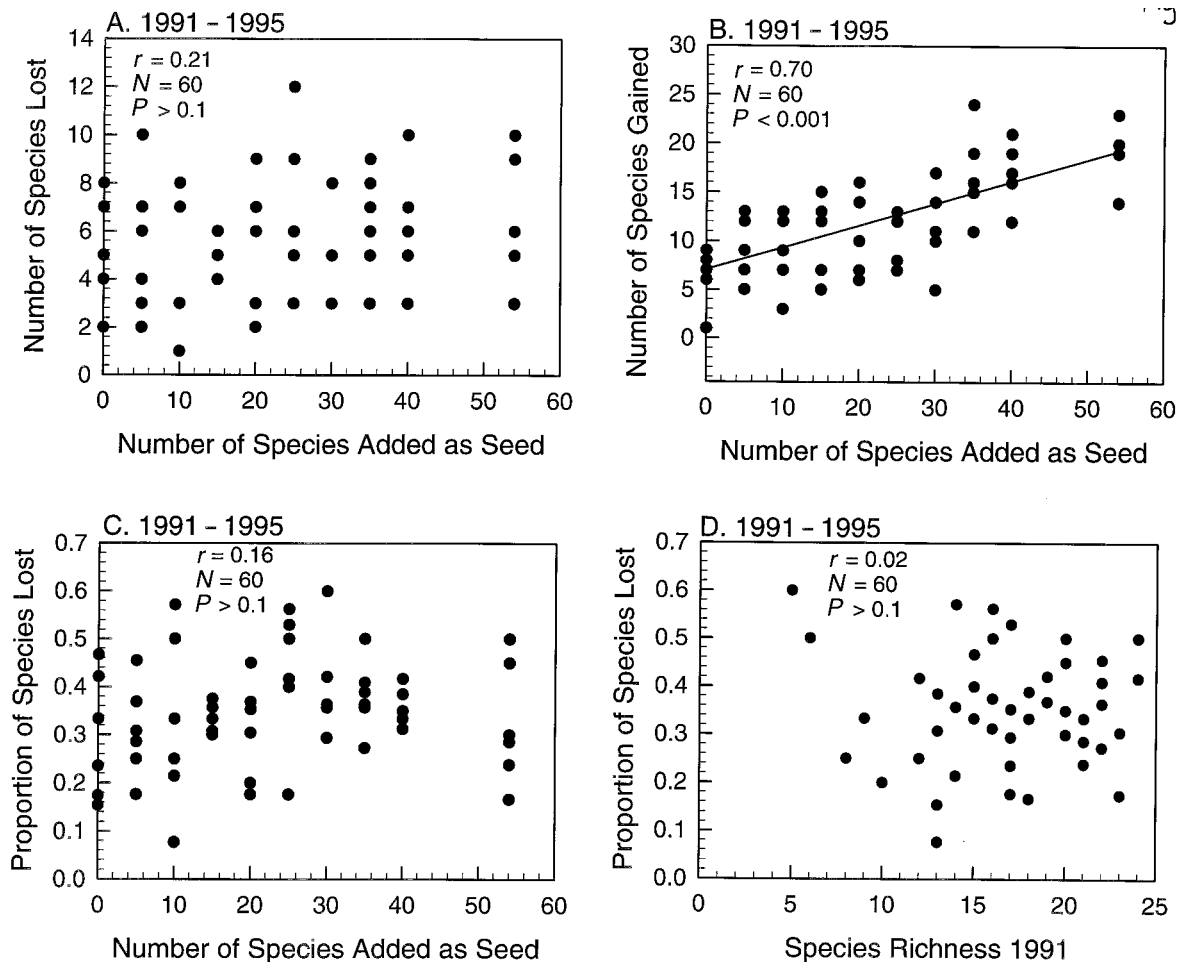 A. 1991 – 1995
r = 0.21
N = 60
P > 0.1
14
12
10
8
6
4
2
0
Number of Species Lost
0 10 20 30 40 50 60
Number of Species Added as Seed
B. 1991 – 1995
r = 0.70
N = 60
P < 0.001
30
25
20
15
10
5
0
Number of Species Gained
0 10 20 30 40 50 60
Number of Species Added as Seed
C. 1991 – 1995
r = 0.16
N = 60
P > 0.1
0.7
0.6
0.5
0.4
0.3
0.2
0.1
0.0
Proportion of Species Lost
0 10 20 30 40 50 60
Number of Species Added as Seed
D. 1991 – 1995
r = 0.02
N = 60
P > 0.1
0.7
0.6
0.5
0.4
0.3
0.2
0.1
0.0
Proportion of Species Lost
0 5 10 15 20 25
Species Richness 1991